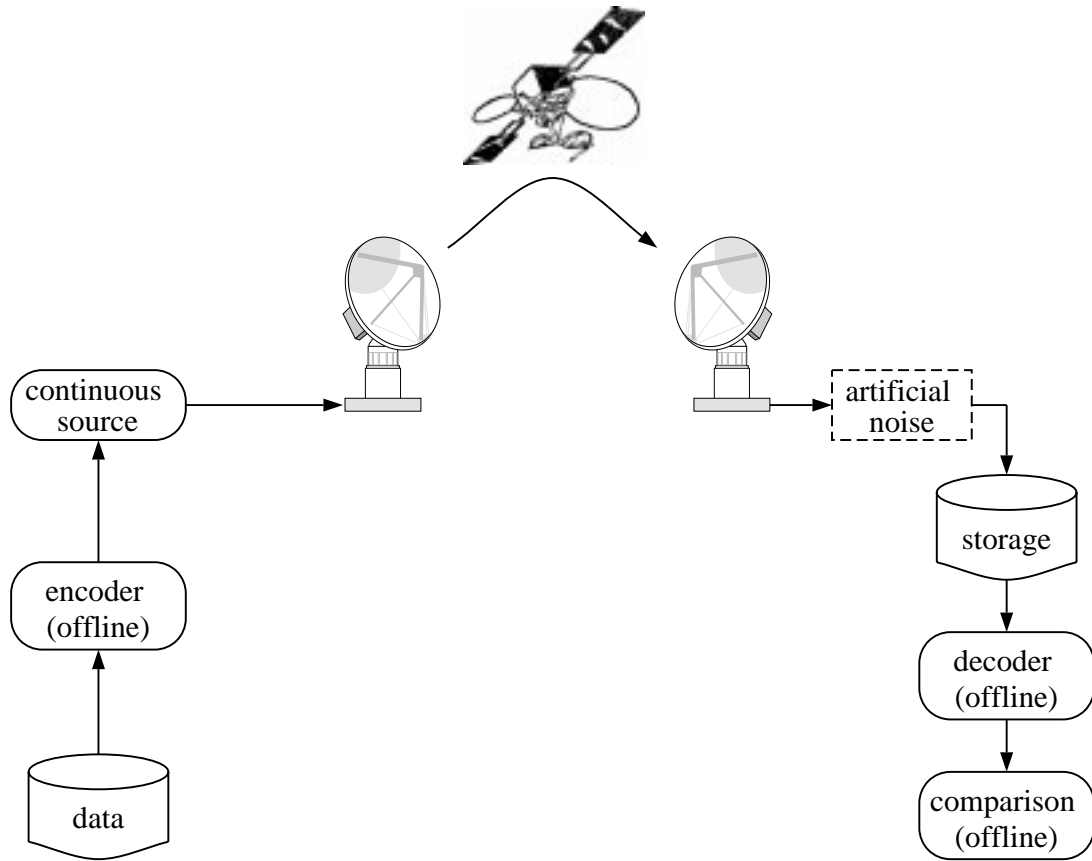 continuous
source
encoder
(offline)
data
artificial
noise
storage
decoder
(offline)
comparison
(offline)